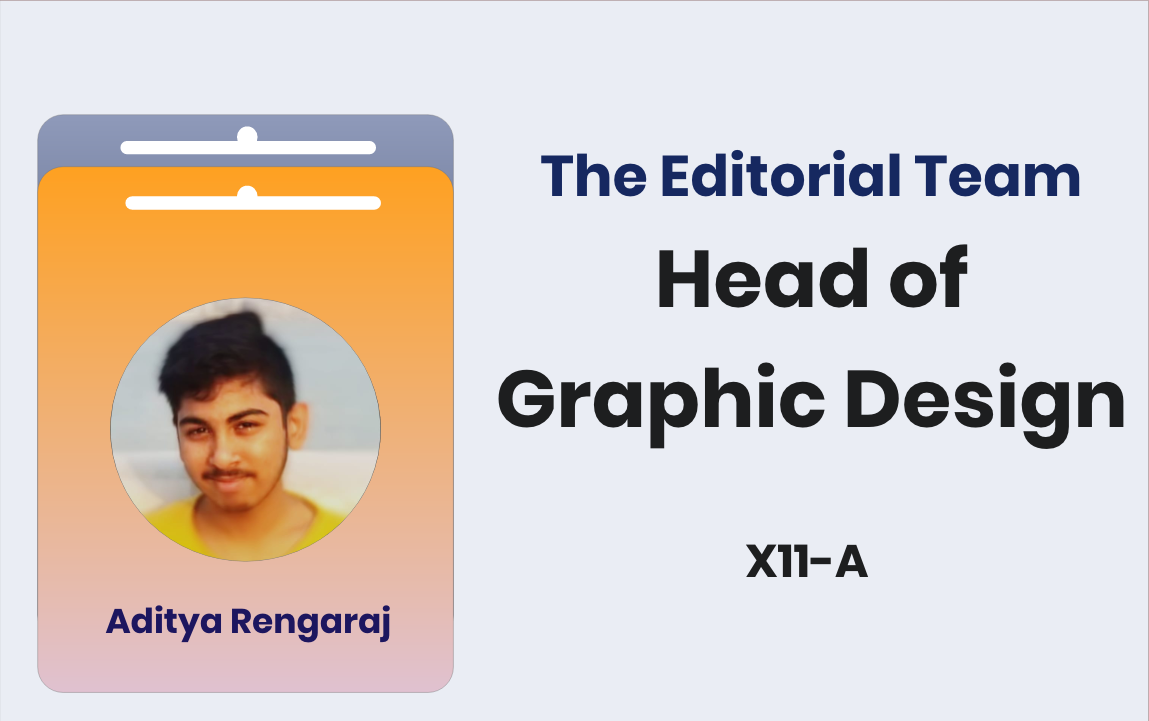 The Editorial Team
Head of
Graphic Design
X11-A
Aditya Rengaraj